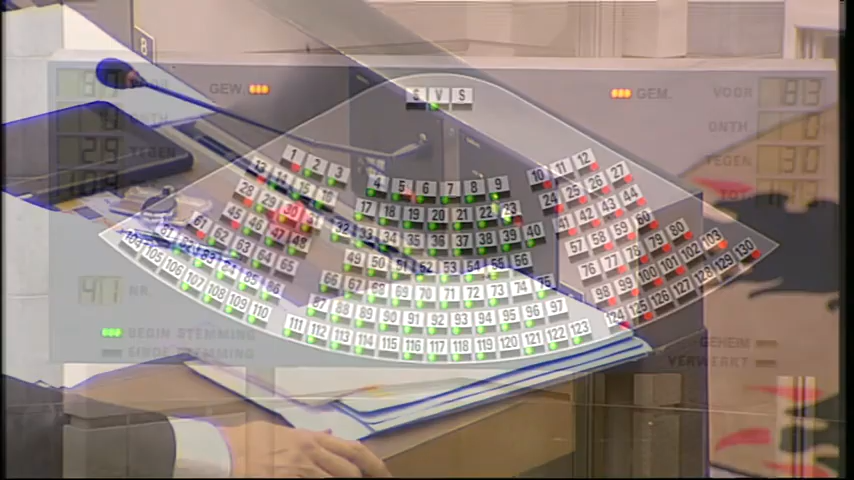 8
GEW. GEM. VOOR 83
S V S
ONTH. 0
TEGEN TEGEN 30
29
1 2 3 4 5 6 7 8 9 10 11 12
13 14 15 16 17 18 19 20 21 22 23 24 25 26 27
28 29 30 31 32 33 34 35 36 37 38 39 40 41 42 43 44
45 46 47 48 49 50 51 52 53 54 55 56 57 58 59 60
61 62 63 64 65 66 67 68 69 70 71 72 73 74 75 76 77 78 79 80
81 82 83 84 85 86 87 88 89 90 91 92 93 94 95 96 97 98 99 100 101 102 103
104 105 106 107 108 109 110 111 112 113 114 115 116 117 118 119 120 121 122 123 124 125 126 127 128 129 130
411 NR.
BEGIN STEMMING
EINDE STEMMING
GEHEIM
VERWERKT